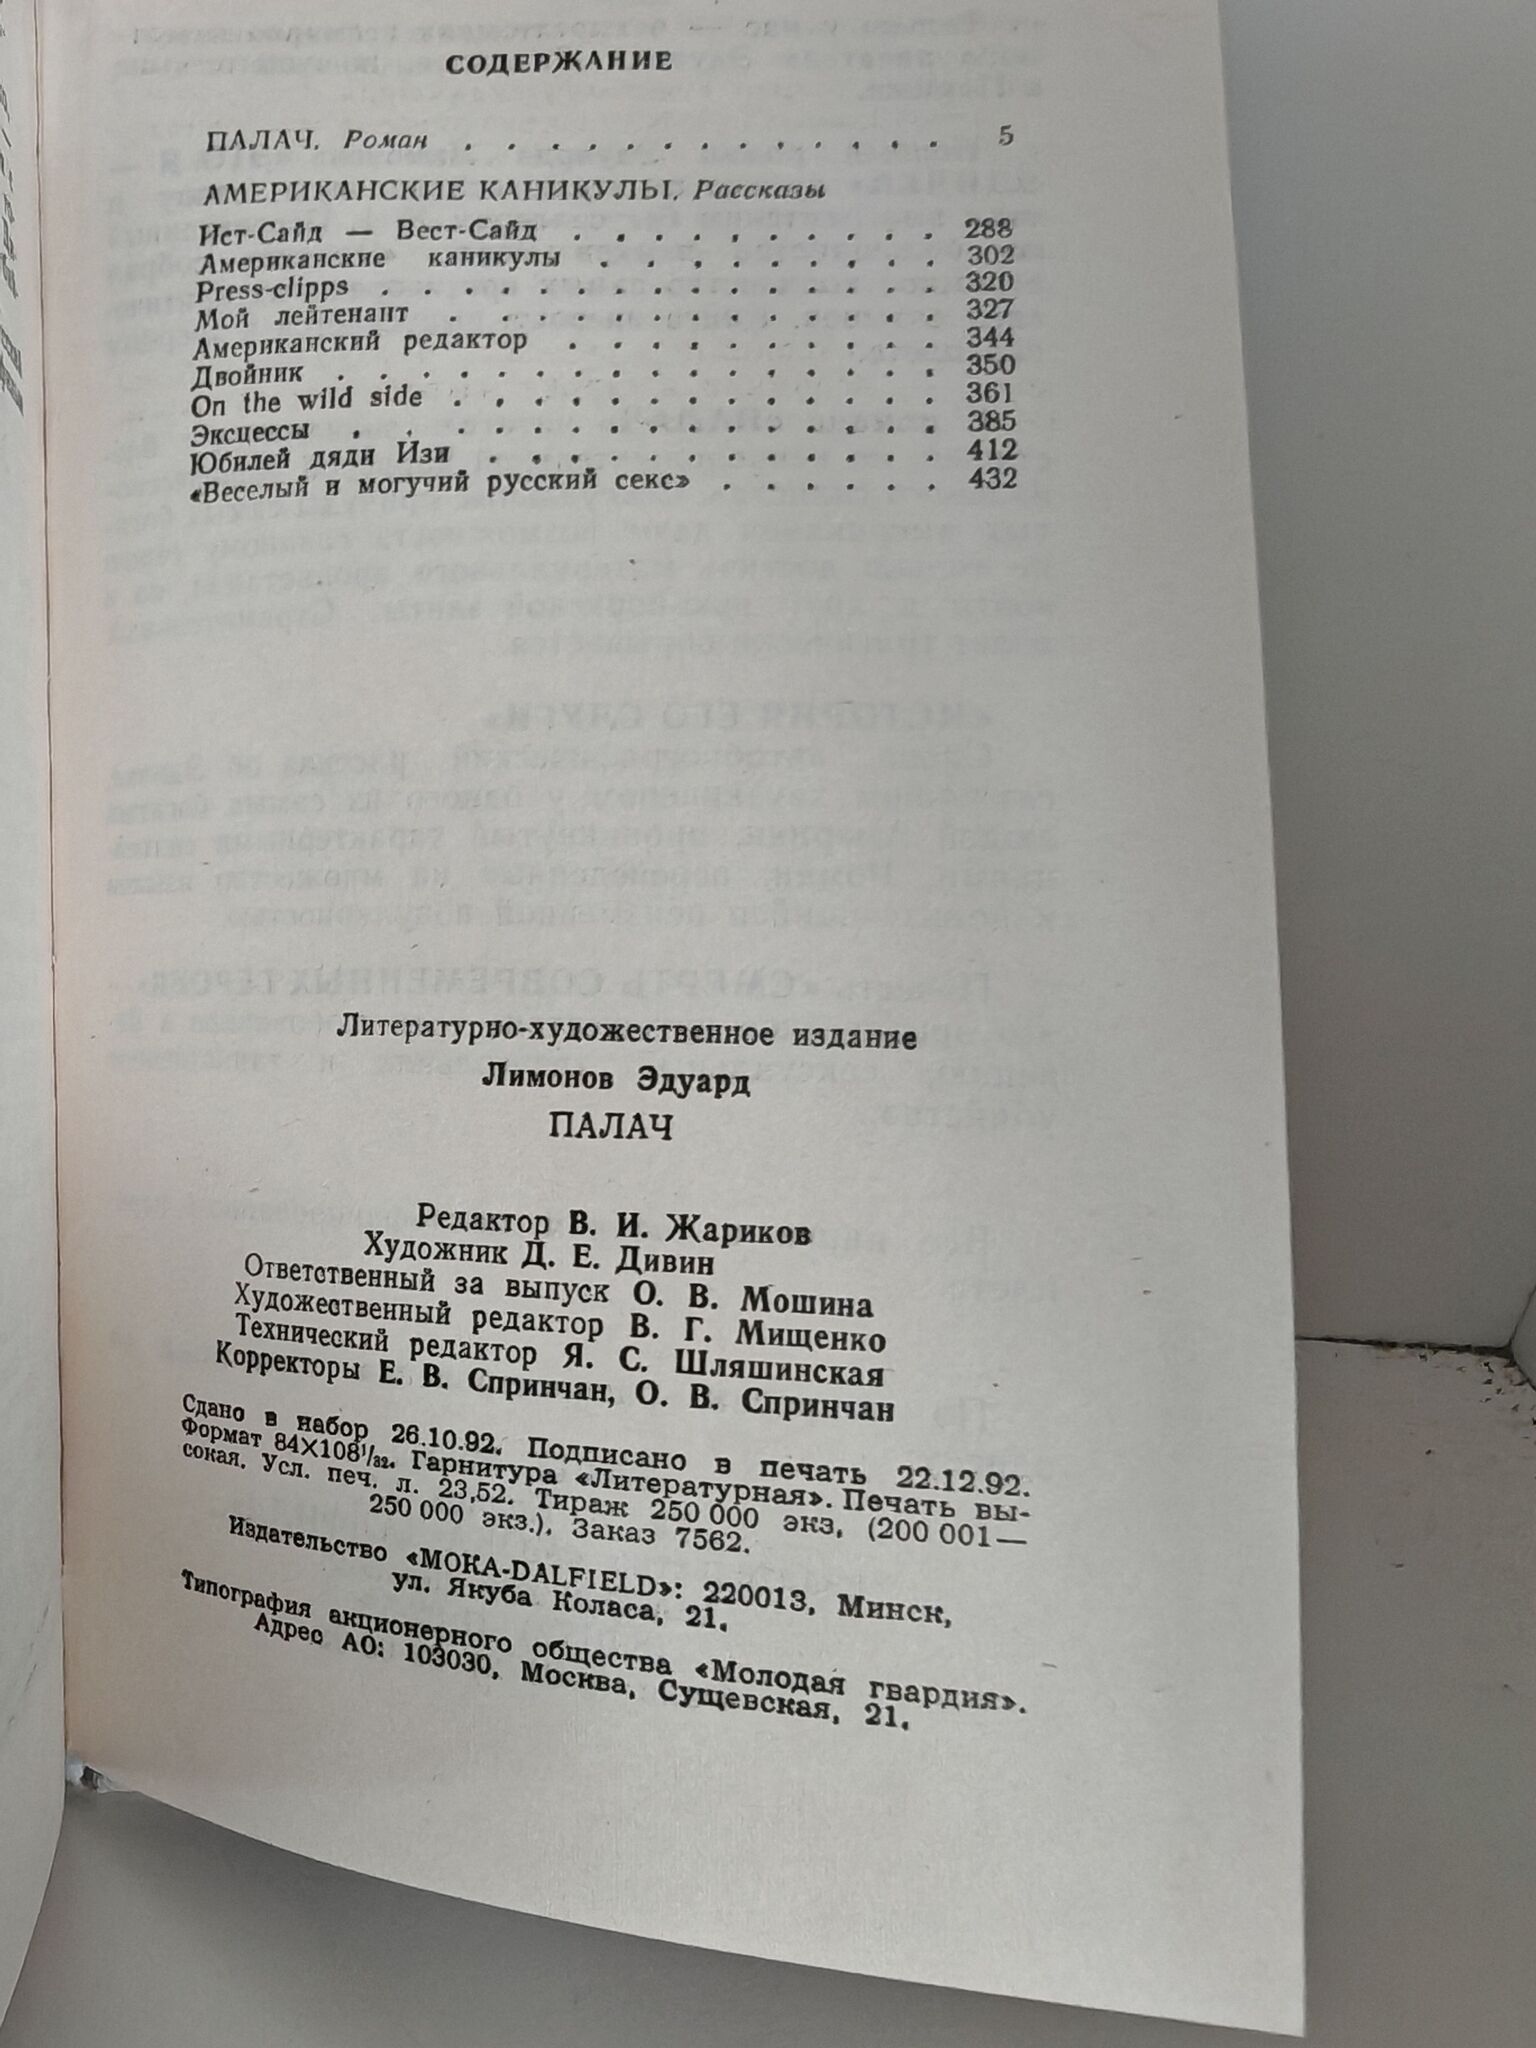 СОДЕРЖАНИЕ
ПАЛАЧ. Роман . . . . . . . . . . . . . . 5
АМЕРИКАНСКИЕ КАНИКУЛЫ. Рассказы
Ист-Сайд — Вест-Сайд . . . . . . . . . . 288
Американские каникулы . . . . . . . . . 302
Press-clipps . . . . . . . . . . . . . . . 320
Мой лейтенант . . . . . . . . . . . . . 327
Американский редактор . . . . . . . . . . 344
Двойник . . . . . . . . . . . . . . . . 350
On the wild side . . . . . . . . . . . . . 361
Эксцессы . . . . . . . . . . . . . . . . 385
Юбилей дяди Изи . . . . . . . . . . . . 412
«Веселый и могучий русский секс» . . . . . . 432
Литературно-художественное издание
Лимонов Эдуард
ПАЛАЧ
Редактор В. И. Жариков
Художник Д. Е. Дивин
Ответственный за выпуск О. В. Мошина
Художественный редактор В. Г. Мищенко
Технический редактор Я. С. Шляшинская
Корректоры Е. В. Спринчан, О. В. Спринчан
Сдано в набор 26.10.92. Подписано в печать 22.12.92.
Формат 84×108¹/₃₂. Гарнитура «Литературная». Печать вы-
сокая. Усл. печ. л. 23,52. Тираж 250 000 экз. (200 001—
250 000 экз.). Заказ 7562.
Издательство «МОКА-DALFIELD»: 220013, Минск,
ул. Якуба Коласа, 21.
Типография акционерного общества «Молодая гвардия».
Адрес АО: 103030, Москва, Сущевская, 21.